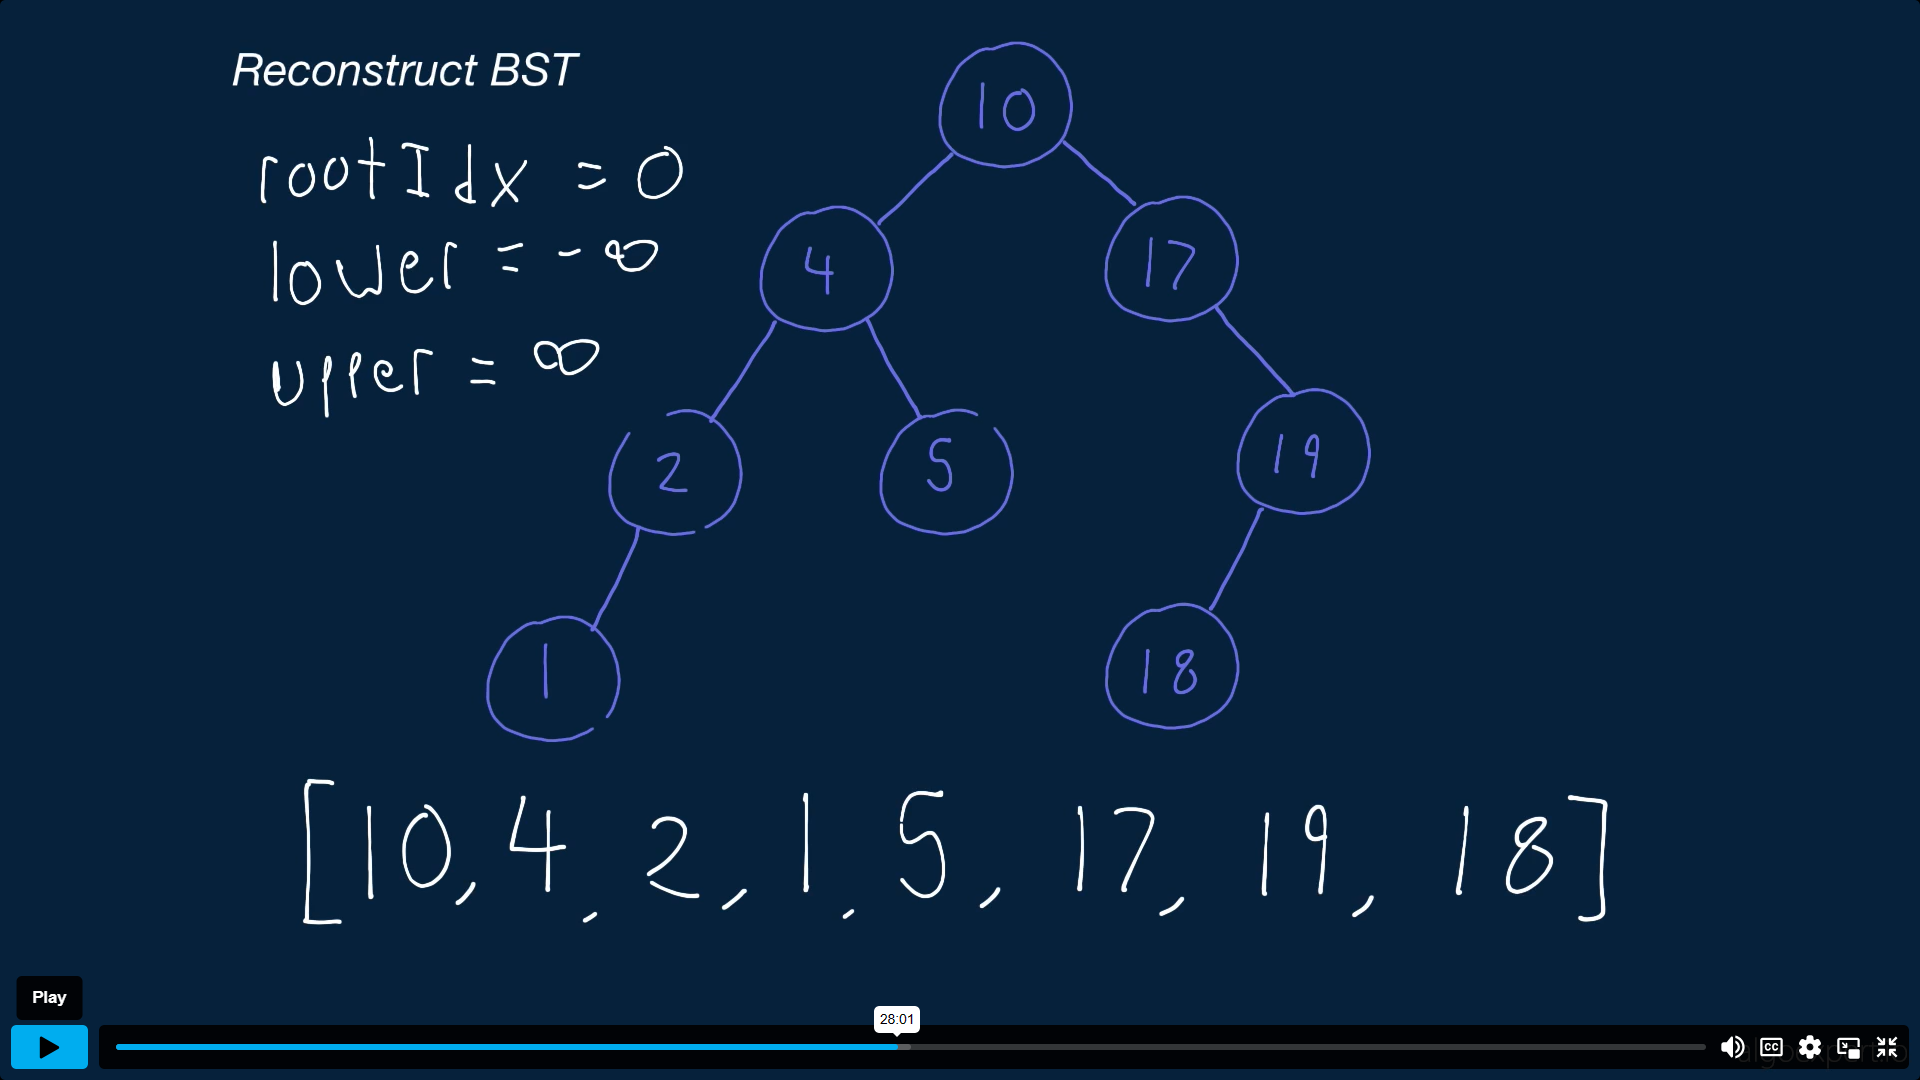 Reconstruct BST
rootIdx = 0
lower = -∞
upper = ∞
10
4
17
2
5
19
1
18
[10, 4, 2, 1, 5, 17, 19, 18]
Play
28:01
CC